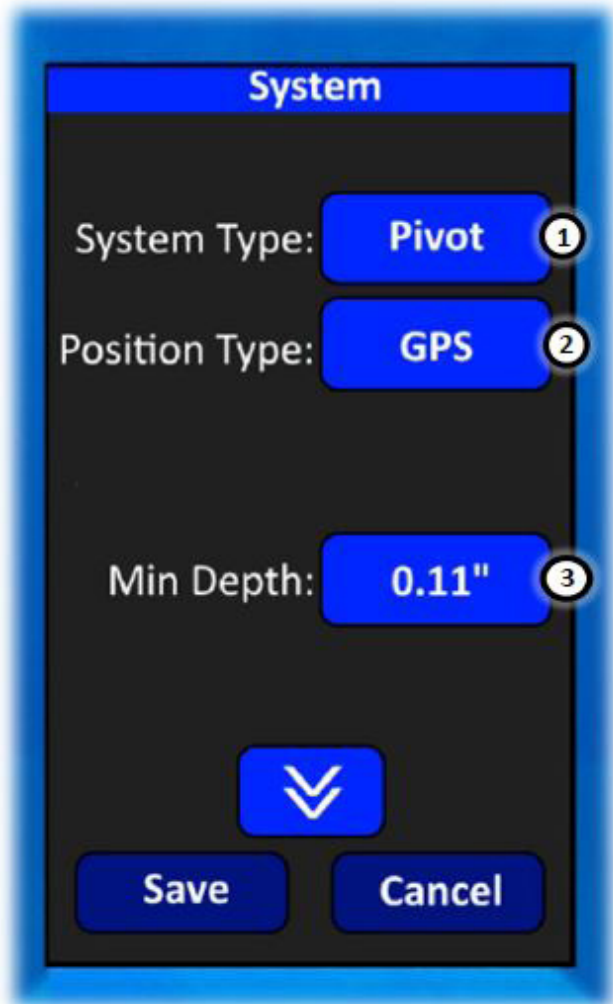 System
System Type: Pivot 1
Position Type: GPS 2
Min Depth: 0.11" 3
Save Cancel